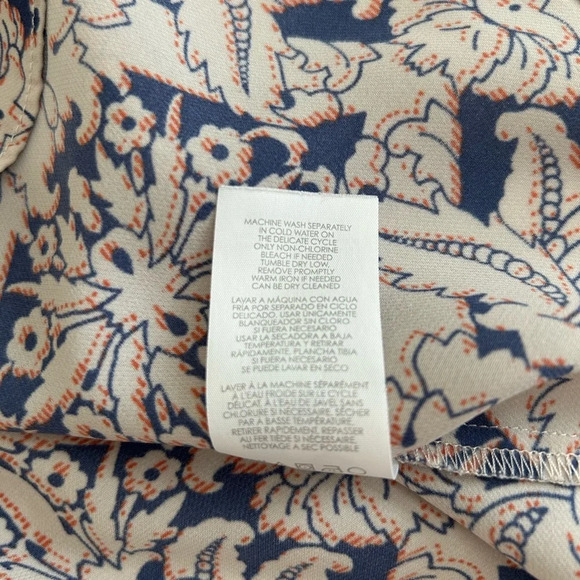 MACHINE WASH SEPARATELY
IN COLD WATER ON
THE DELICATE CYCLE
ONLY NON-CHLORINE
BLEACH IF NEEDED
TUMBLE DRY LOW,
REMOVE PROMPTLY
WARM IRON IF NEEDED
CAN BE DRY CLEANED
LAVAR A MÁQUINA CON AGUA
FRIA POR SEPARADO EN CICLO
DELICADO. USAR ÚNICAMENTE
BLANQUEADOR SIN CLORO
SI FUERA NECESARIO
USAR LA SECADORA A BAJA
TEMPERATURA Y RETIRAR
RÁPIDAMENTE, PLANCHA TIBIA
SI FUERA NECESARIO
SE PUEDE LAVAR EN SECO
LAVER À LA MACHINE SÉPARÉMENT
À L'EAU FROIDE SUR LE CYCLE
DÉLICAT, À L'EAU DE JAVEL SANS
CHLORURE SI NÉCESSAIRE, SÉCHER
PAR A BASSE TEMPÉRATURE,
RETIRER RAPIDEMENT, REPASSER
AU FER TIÈDE SI NÉCESSAIRE.
NETTOYAGE A SEC POSSIBLE